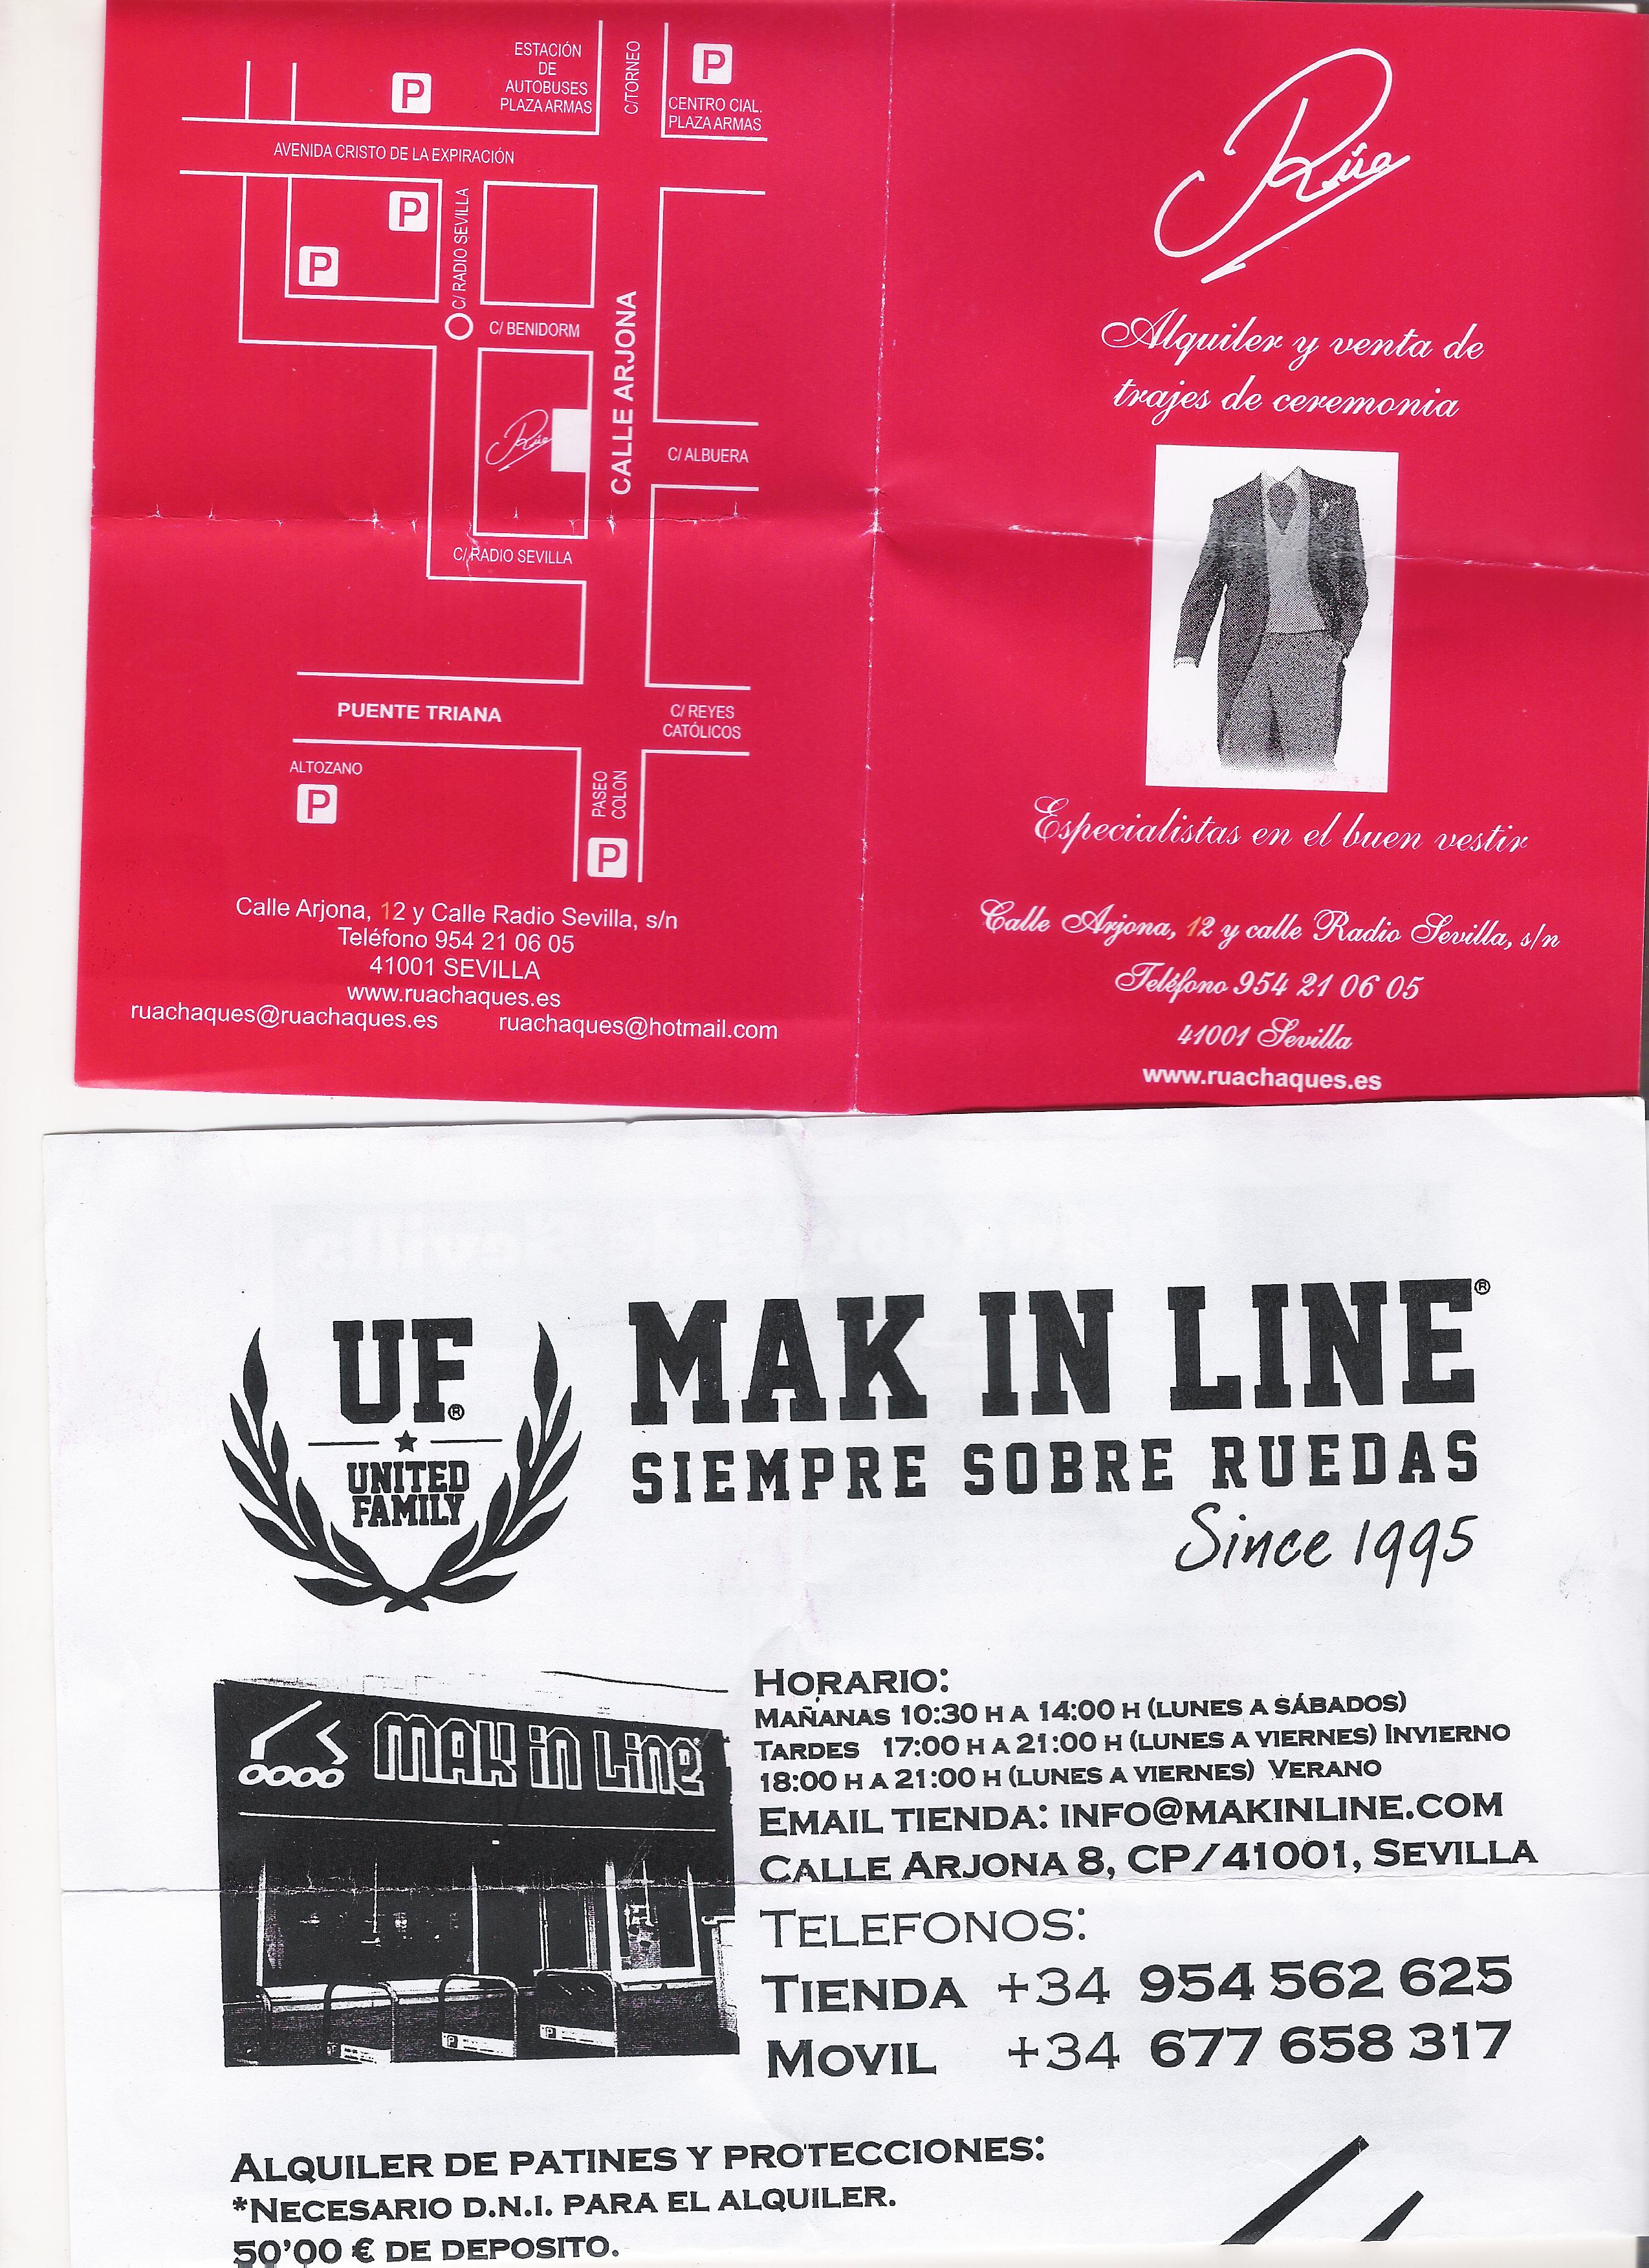 ESTACIÓN
DE
AUTOBUSES
PLAZA ARMAS
C/TORNEO
P
CENTRO CIAL.
PLAZA ARMAS
P
AVENIDA CRISTO DE LA EXPIRACIÓN
P
P
C/ RADIO SEVILLA
C/ BENIDORM
CALLE ARJONA
Rúa
C/ ALBUERA
C/ RADIO SEVILLA
PUENTE TRIANA
C/ REYES
CATÓLICOS
ALTOZANO
P
PASEO
COLON
P
Calle Arjona, 12 y Calle Radio Sevilla, s/n
Teléfono 954 21 06 05
41001 SEVILLA
www.ruachaques.es
ruachaques@ruachaques.es ruachaques@hotmail.com
Rúa
Alquiler y venta de
trajes de ceremonia
Especialistas en el buen vestir
Calle Arjona, 12 y calle Radio Sevilla, s/n
Teléfono 954 21 06 05
41001 Sevilla
www.ruachaques.es
UF®
UNITED
FAMILY
MAK IN LINE®
SIEMPRE SOBRE RUEDAS
Since 1995
MAK in Line
HORARIO:
MAÑANAS 10:30 H A 14:00 H (LUNES A SÁBADOS)
TARDES 17:00 H A 21:00 H (LUNES A VIERNES) INVIERNO
18:00 H A 21:00 H (LUNES A VIERNES) VERANO
EMAIL TIENDA: INFO@MAKINLINE.COM
CALLE ARJONA 8, CP/41001, SEVILLA
TELEFONOS:
TIENDA +34 954 562 625
MOVIL +34 677 658 317
ALQUILER DE PATINES Y PROTECCIONES:
*NECESARIO D.N.I. PARA EL ALQUILER.
50'00 € DE DEPOSITO.